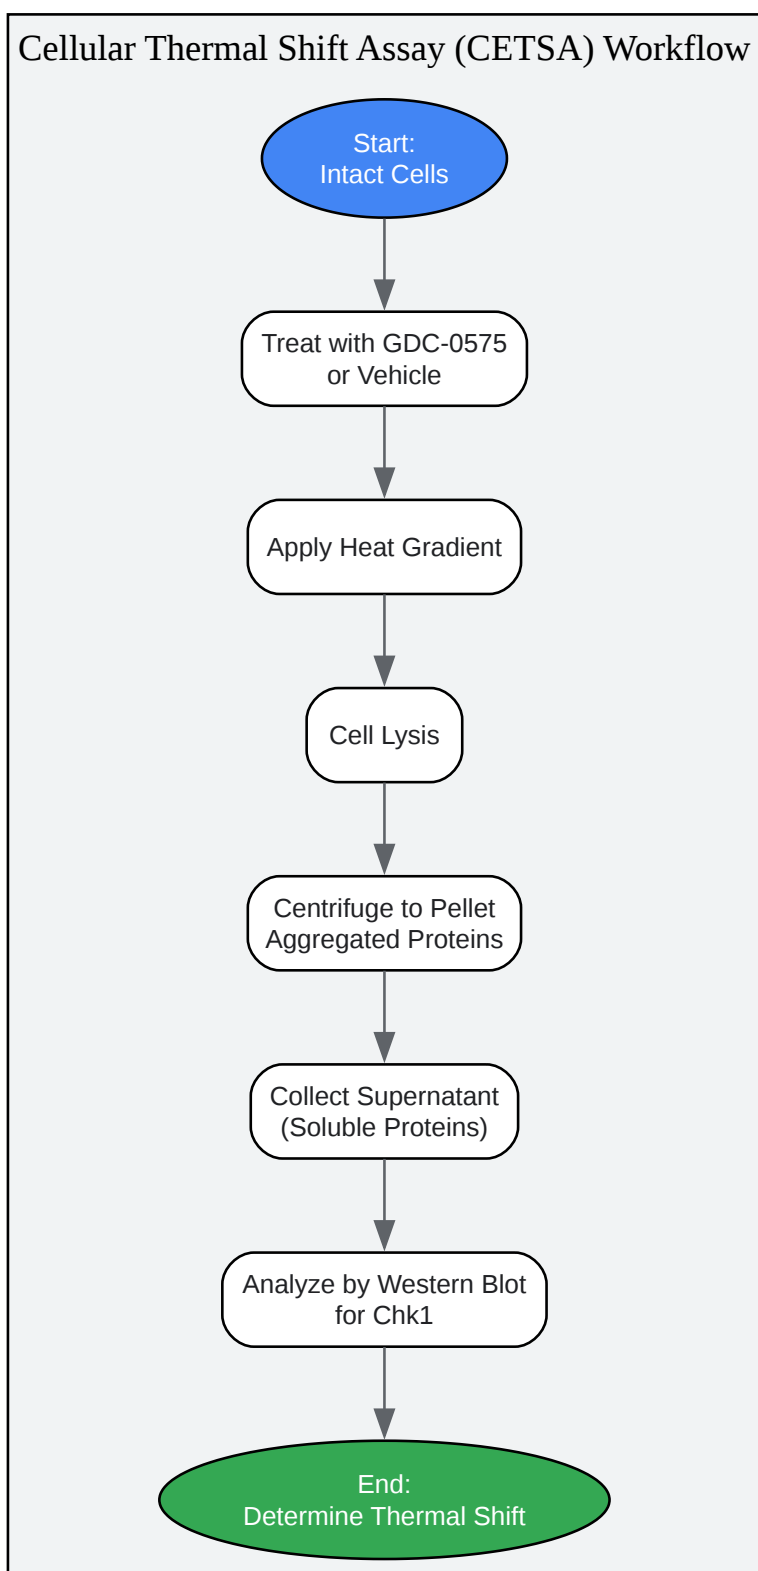 Cellular Thermal Shift Assay (CETSA) Workflow
Start:
Intact Cells
Treat with GDC-0575
or Vehicle
Apply Heat Gradient
Cell Lysis
Centrifuge to Pellet
Aggregated Proteins
Collect Supernatant
(Soluble Proteins)
Analyze by Western Blot
for Chk1
End:
Determine Thermal Shift